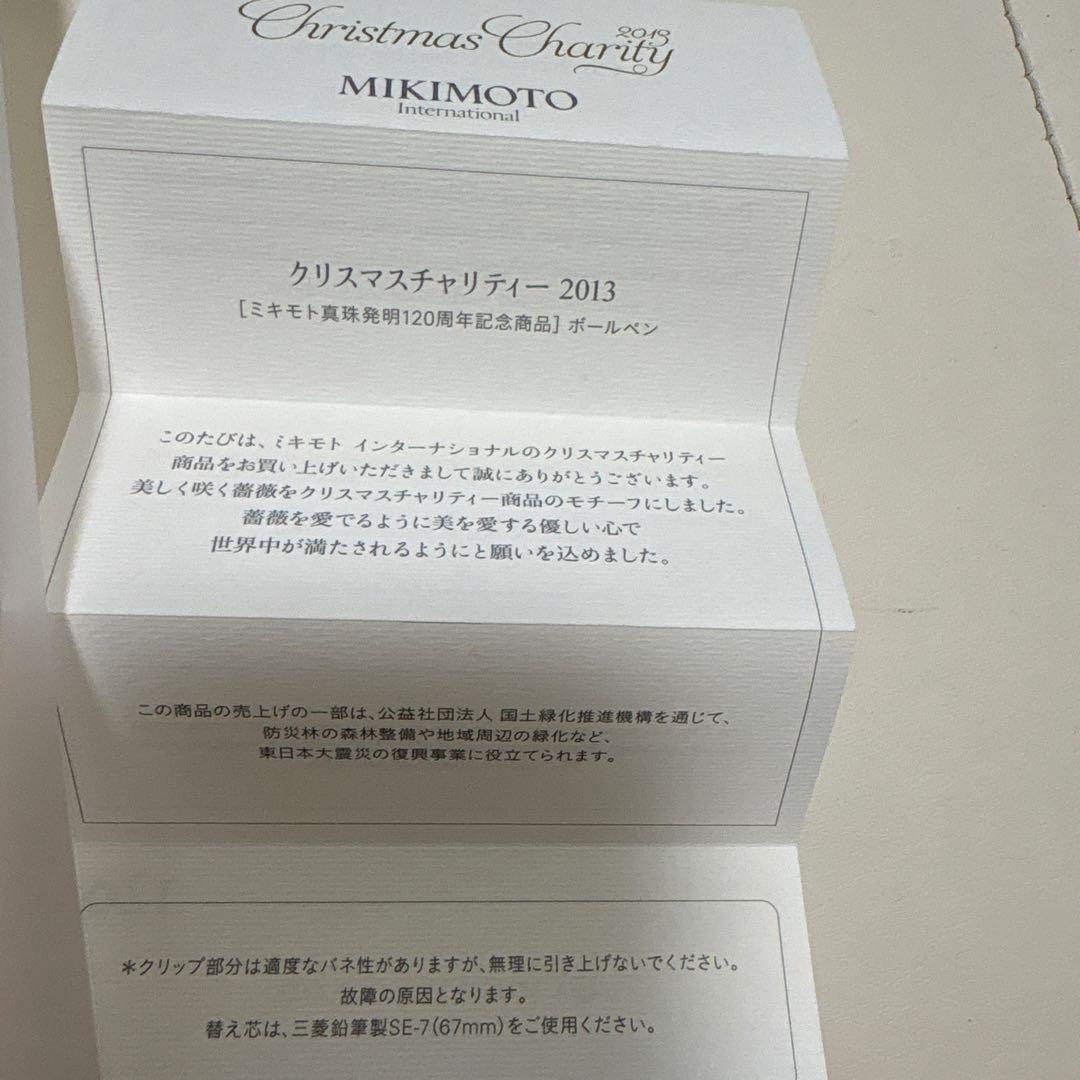 Christmas Charity 2013
MIKIMOTO
International
クリスマスチャリティー 2013
[ミキモト真珠発明120周年記念商品] ボールペン
このたびは、ミキモト インターナショナルのクリスマスチャリティー
商品をお買い上げいただきまして誠にありがとうございます。
美しく咲く薔薇をクリスマスチャリティー商品のモチーフにしました。
薔薇を愛でるように美を愛する優しい心で
世界中が満たされるようにと願いを込めました。
この商品の売上げの一部は、公益社団法人 国土緑化推進機構を通じて、
防災林の森林整備や地域周辺の緑化など、
東日本大震災の復興事業に役立てられます。
*クリップ部分は適度なバネ性がありますが、無理に引き上げないでください。
故障の原因となります。
替え芯は、三菱鉛筆製SE-7(67mm)をご使用ください。